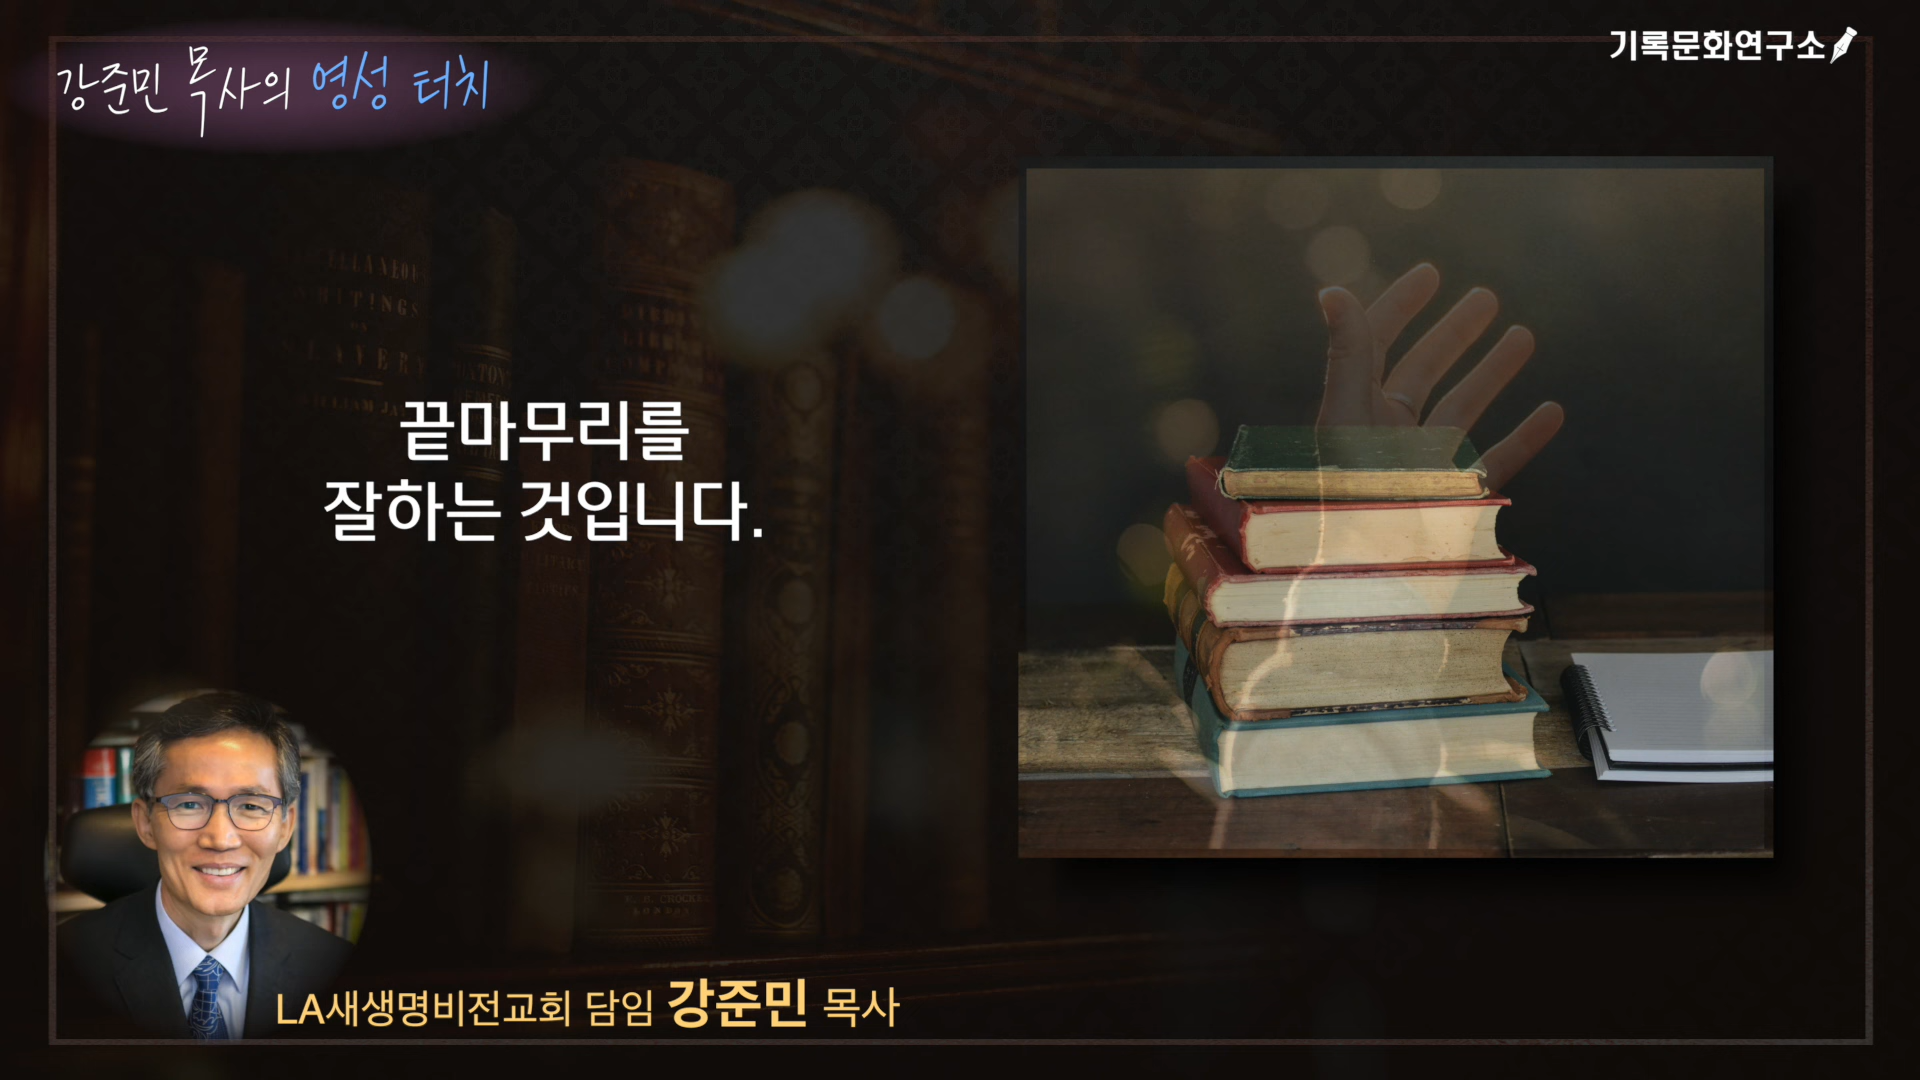 강준민 목사의 영성 터치
기록문화연구소
끝마무리를
잘하는 것입니다.
LA새생명비전교회 담임 강준민 목사